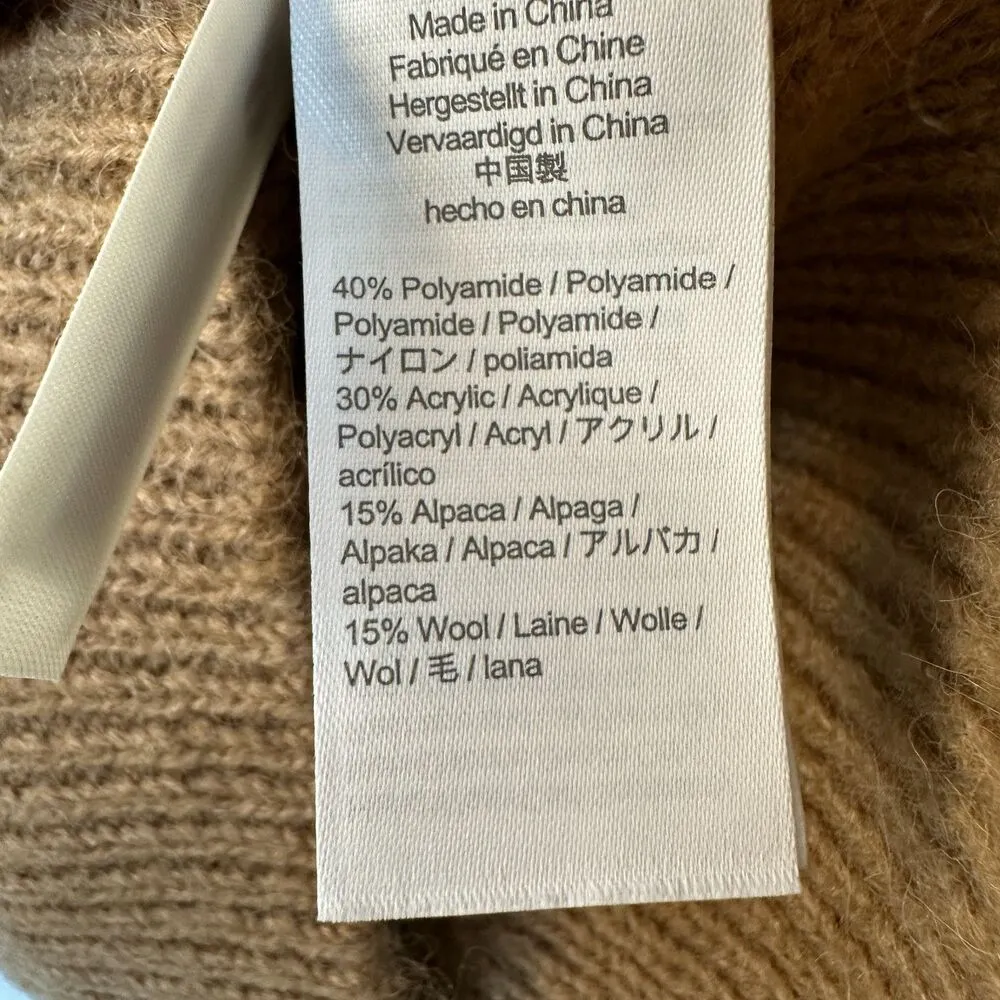 Made in China
Fabriqué en Chine
Hergestellt in China
Vervaardigd in China
中国製
hecho en china
40% Polyamide / Polyamide /
Polyamide / Polyamide /
ナイロン / poliamida
30% Acrylic / Acrylique /
Polyacryl / Acryl / アクリル /
acrílico
15% Alpaca / Alpaga /
Alpaka / Alpaca / アルパカ /
alpaca
15% Wool / Laine / Wolle /
Wol / 毛 / lana